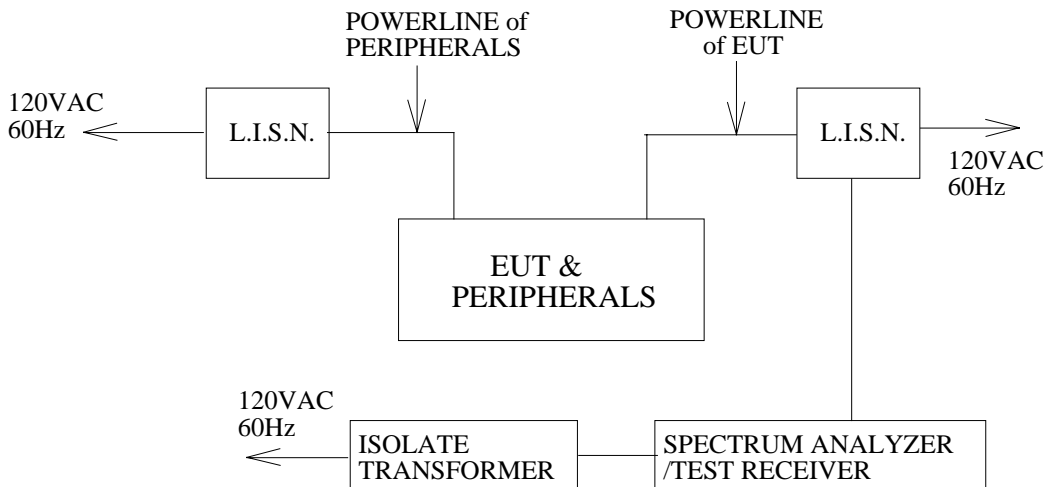 POWERLINE of
PERIPHERALS
POWERLINE
of EUT
120VAC
60Hz
L.I.S.N.
L.I.S.N.
120VAC
60Hz
EUT &
PERIPHERALS
120VAC
60Hz
ISOLATE
TRANSFORMER
SPECTRUM ANALYZER
/TEST RECEIVER